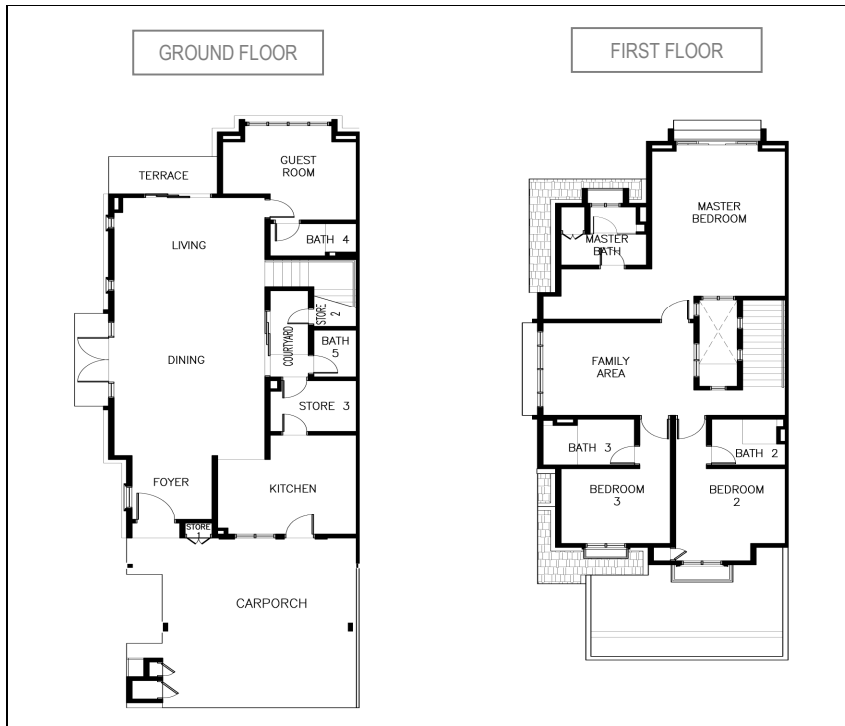 GROUND FLOOR
FIRST FLOOR
GUEST
ROOM
TERRACE
LIVING
BATH 4
STORE
2
COURTYARD
DINING
BATH
5
STORE 3
FOYER
KITCHEN
STORE
1
CARPORCH
MASTER
BEDROOM
MASTER
BATH
FAMILY
AREA
BATH 3
BATH 2
BEDROOM
3
BEDROOM
2